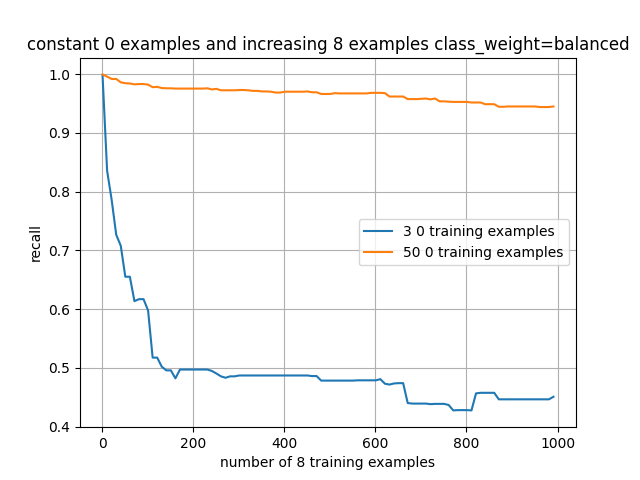 constant 0 examples and increasing 8 examples class_weight=balanced
1.0
0.9
0.8
0.7
0.6
0.5
0.4
recall
3 0 training examples
50 0 training examples
0 200 400 600 800 1000
number of 8 training examples